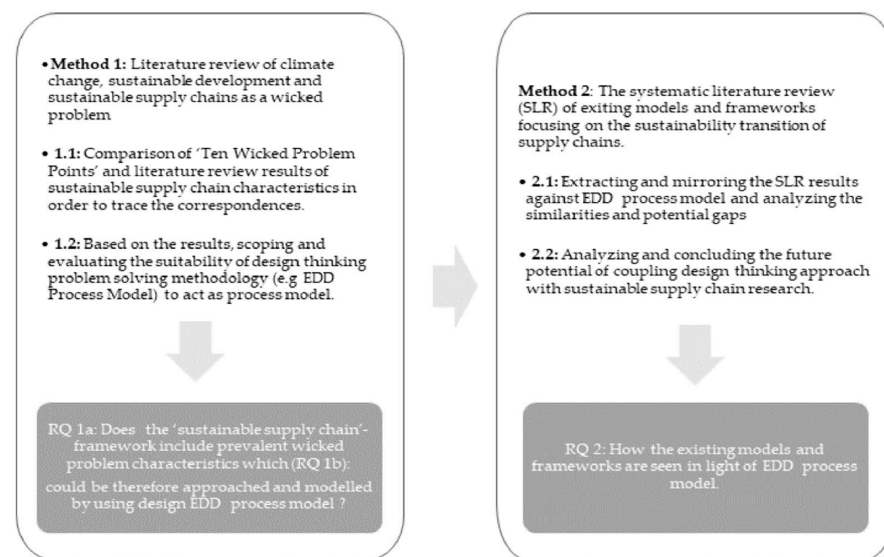 •Method 1: Literature review of climate
change, sustainable development and
sustainable supply chains as a wicked
problem
• 1.1: Comparison of ‘Ten Wicked Problem
Points’ and literature review results of
sustainable supply chain characteristics in
order to trace the correspondences.
• 1.2: Based on the results, scoping and
evaluating the suitability of design thinking
problem solving methodology (e.g EDD
Process Model) to act as process model.
RQ 1a: Does the ‘sustainable supply chain’-
framework include prevalent wicked
problem characteristics which (RQ 1b):
could be therefore approached and modelled
by using design EDD process model ?
Method 2: The systematic literature review
(SLR) of exiting models and frameworks
focusing on the sustainability transition of
supply chains.
• 2.1: Extracting and mirroring the SLR results
against EDD process model and analyzing the
similarities and potential gaps
• 2.2: Analyzing and concluding the future
potential of coupling design thinking approach
with sustainable supply chain research.
RQ 2: How the existing models and
frameworks are seen in light of EDD process
model.